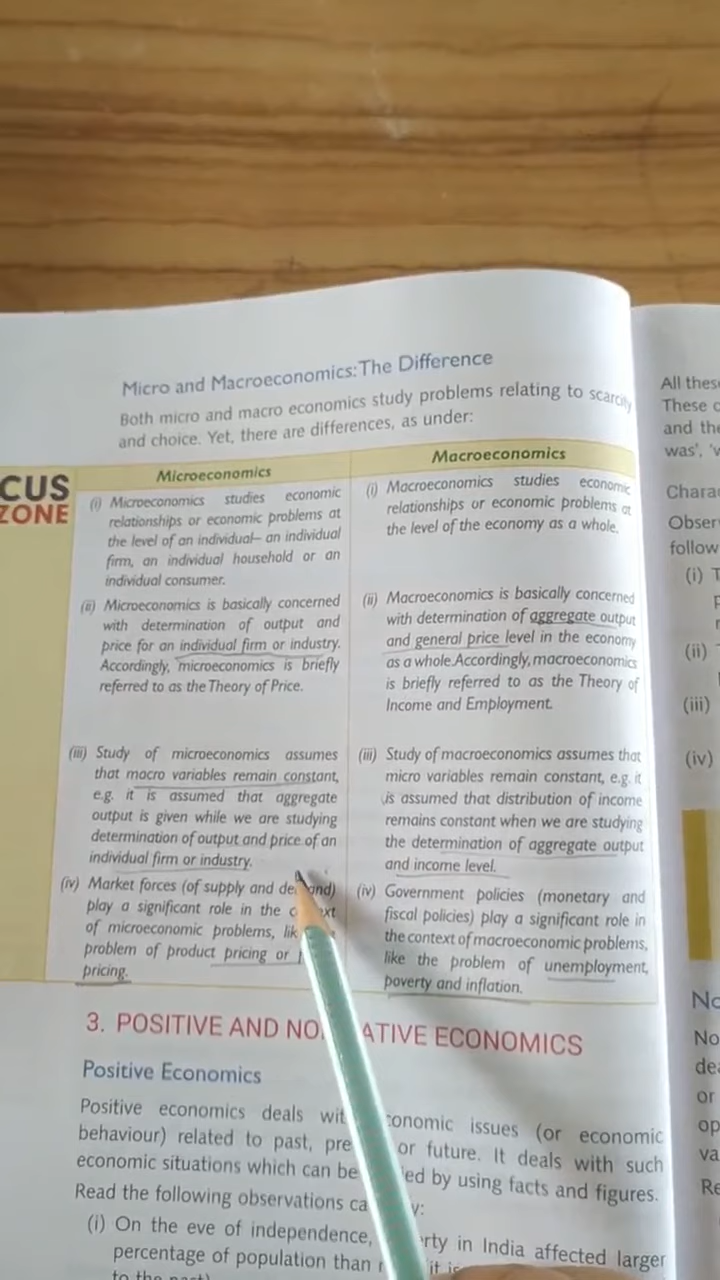 Micro and Macroeconomics: The Difference
Both micro and macro economics study problems relating to scarcity
and choice. Yet, there are differences, as under:
CUS
ZONE
Microeconomics
(i) Microeconomics studies economic
relationships or economic problems at
the level of an individual– an individual
firm, an individual household or an
individual consumer.
(ii) Microeconomics is basically concerned
with determination of output and
price for an individual firm or industry.
Accordingly, microeconomics is briefly
referred to as the Theory of Price.
(iii) Study of microeconomics assumes
that macro variables remain constant,
e.g. it is assumed that aggregate
output is given while we are studying
determination of output and price of an
individual firm or industry.
(iv) Market forces (of supply and demand)
play a significant role in the
of microeconomic problems,
problem of product pricing or
pricing.
Macroeconomics
(i) Macroeconomics studies economic
relationships or economic problems at
the level of the economy as a whole.
(ii) Macroeconomics is basically concerned
with determination of aggregate output
and general price level in the economy
as a whole. Accordingly, macroeconomics
is briefly referred to as the Theory of
Income and Employment.
(iii) Study of macroeconomics assumes that
micro variables remain constant, e.g. it
is assumed that distribution of income
remains constant when we are studying
the determination of aggregate output
and income level.
(iv) Government policies (monetary and
fiscal policies) play a significant role in
the context of macroeconomic problems,
like the problem of unemployment,
poverty and inflation.
3. POSITIVE AND NORMATIVE ECONOMICS
Positive Economics
Positive economics deals with economic issues (or economic
behaviour) related to past, or future. It deals with such
economic situations which can be by using facts and figures.
Read the following observations
(i) On the eve of independence, in India affected larger
percentage of population than it is
All these
These
and the
was',
Obser
follow
(i)
(ii)
(iii)
(iv)
No
or